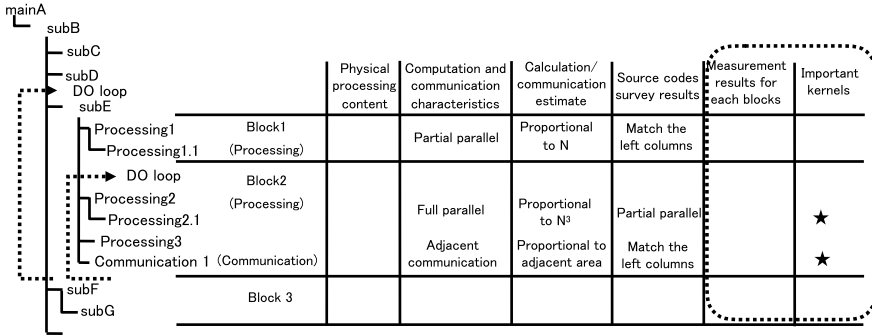 mainA
subB
subC
subD
DO loop
subE
Processing1
Processing1.1
DO loop
Processing2
Processing2.1
Processing3
Communication 1
subF
subG
Physical processing content
Computation and communication characteristics
Calculation/ communication estimate
Source codes survey results
Measurement results for each blocks
Important kernels
Block1 (Processing)
Partial parallel
Proportional to N
Match the left columns
Block2 (Processing)
Full parallel
Proportional to N³
Partial parallel
★
(Communication)
Adjacent communication
Proportional to adjacent area
Match the left columns
★
Block 3